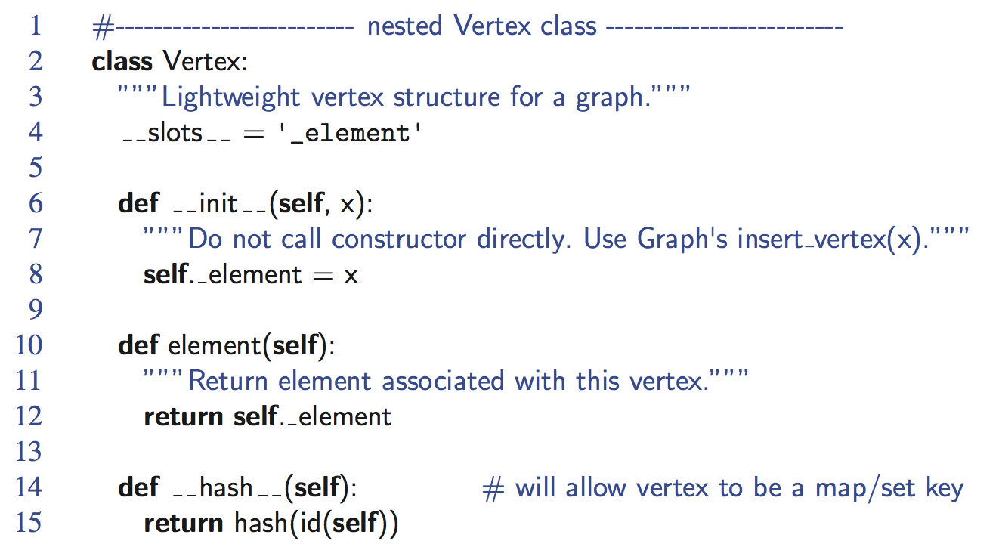 1 #------------------------- nested Vertex class -------------------------
2 class Vertex:
3 """Lightweight vertex structure for a graph."""
4 __slots__ = '_element'
5
6 def __init__(self, x):
7 """Do not call constructor directly. Use Graph's insert_vertex(x)."""
8 self._element = x
9
10 def element(self):
11 """Return element associated with this vertex."""
12 return self._element
13
14 def __hash__(self): # will allow vertex to be a map/set key
15 return hash(id(self))